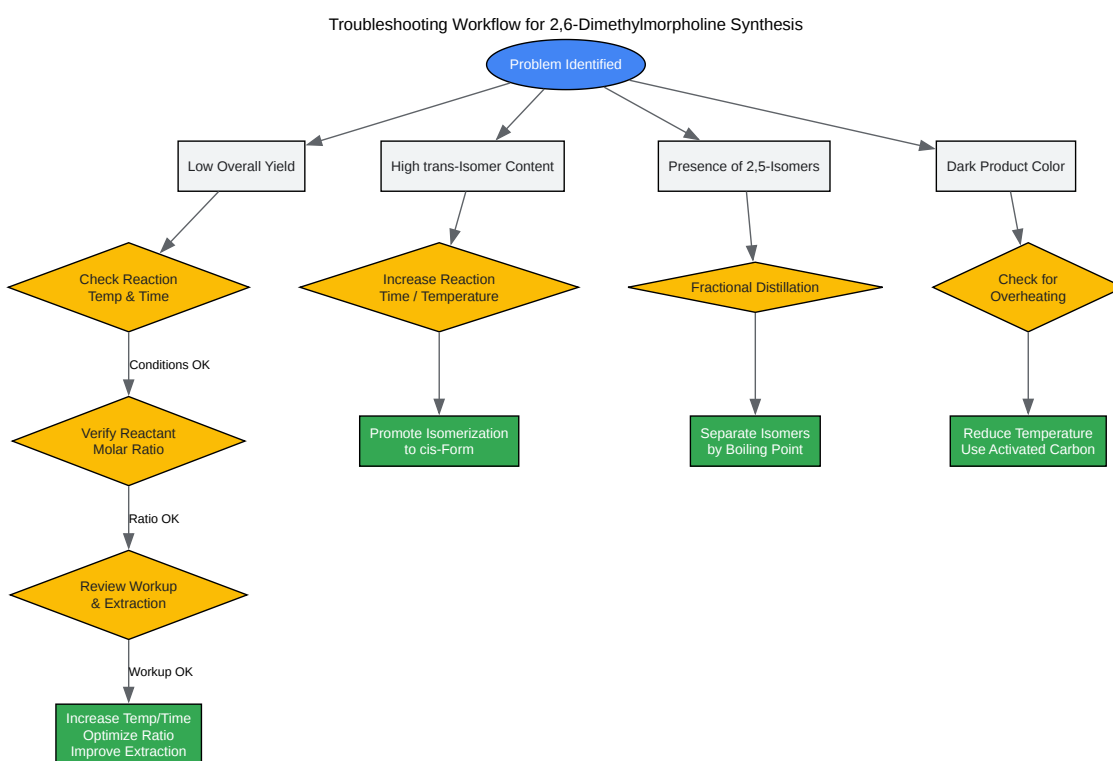 Troubleshooting Workflow for 2,6-Dimethylmorpholine Synthesis
Problem Identified
Low Overall Yield
High trans-Isomer Content
Presence of 2,5-Isomers
Dark Product Color
Check Reaction
Temp & Time
Increase Reaction
Time / Temperature
Fractional Distillation
Check for
Overheating
Conditions OK
Verify Reactant
Molar Ratio
Promote Isomerization
to cis-Form
Separate Isomers
by Boiling Point
Reduce Temperature
Use Activated Carbon
Ratio OK
Review Workup
& Extraction
Workup OK
Increase Temp/Time
Optimize Ratio
Improve Extraction